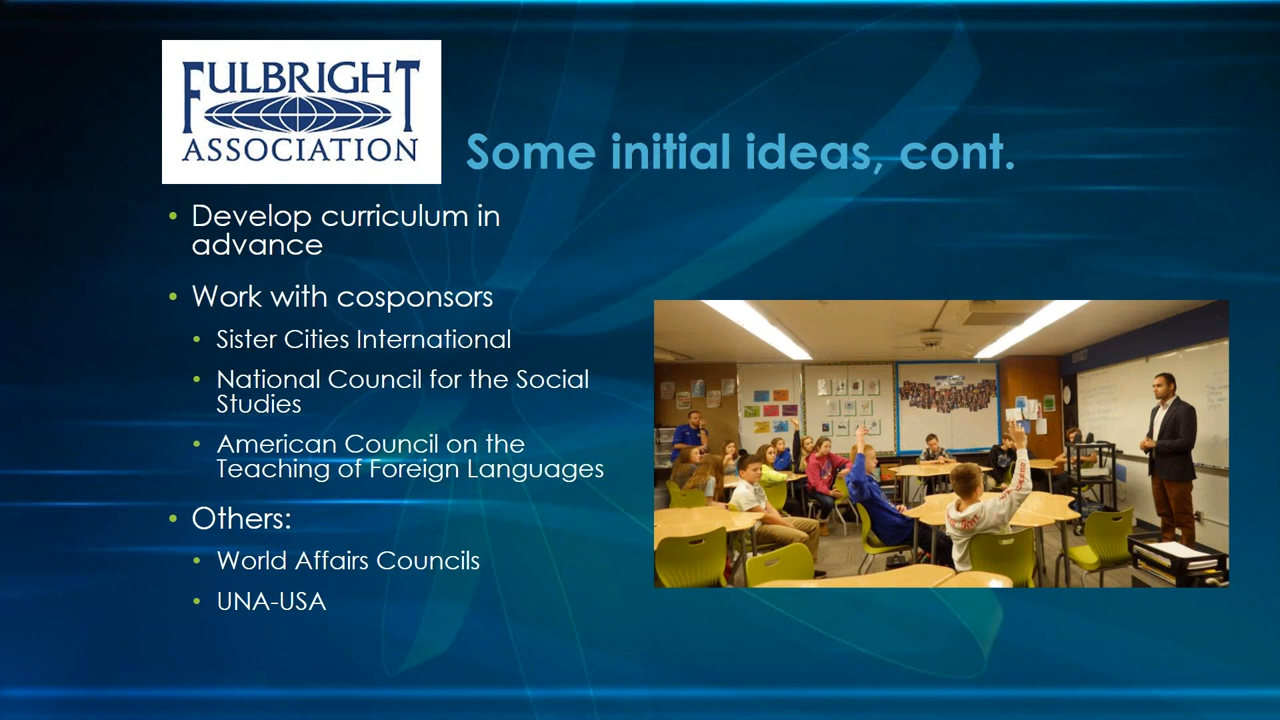 FULBRIGHT
ASSOCIATION
Some initial ideas, cont.
• Develop curriculum in
advance
• Work with cosponsors
• Sister Cities International
• National Council for the Social
Studies
• American Council on the
Teaching of Foreign Languages
• Others:
• World Affairs Councils
• UNA-USA